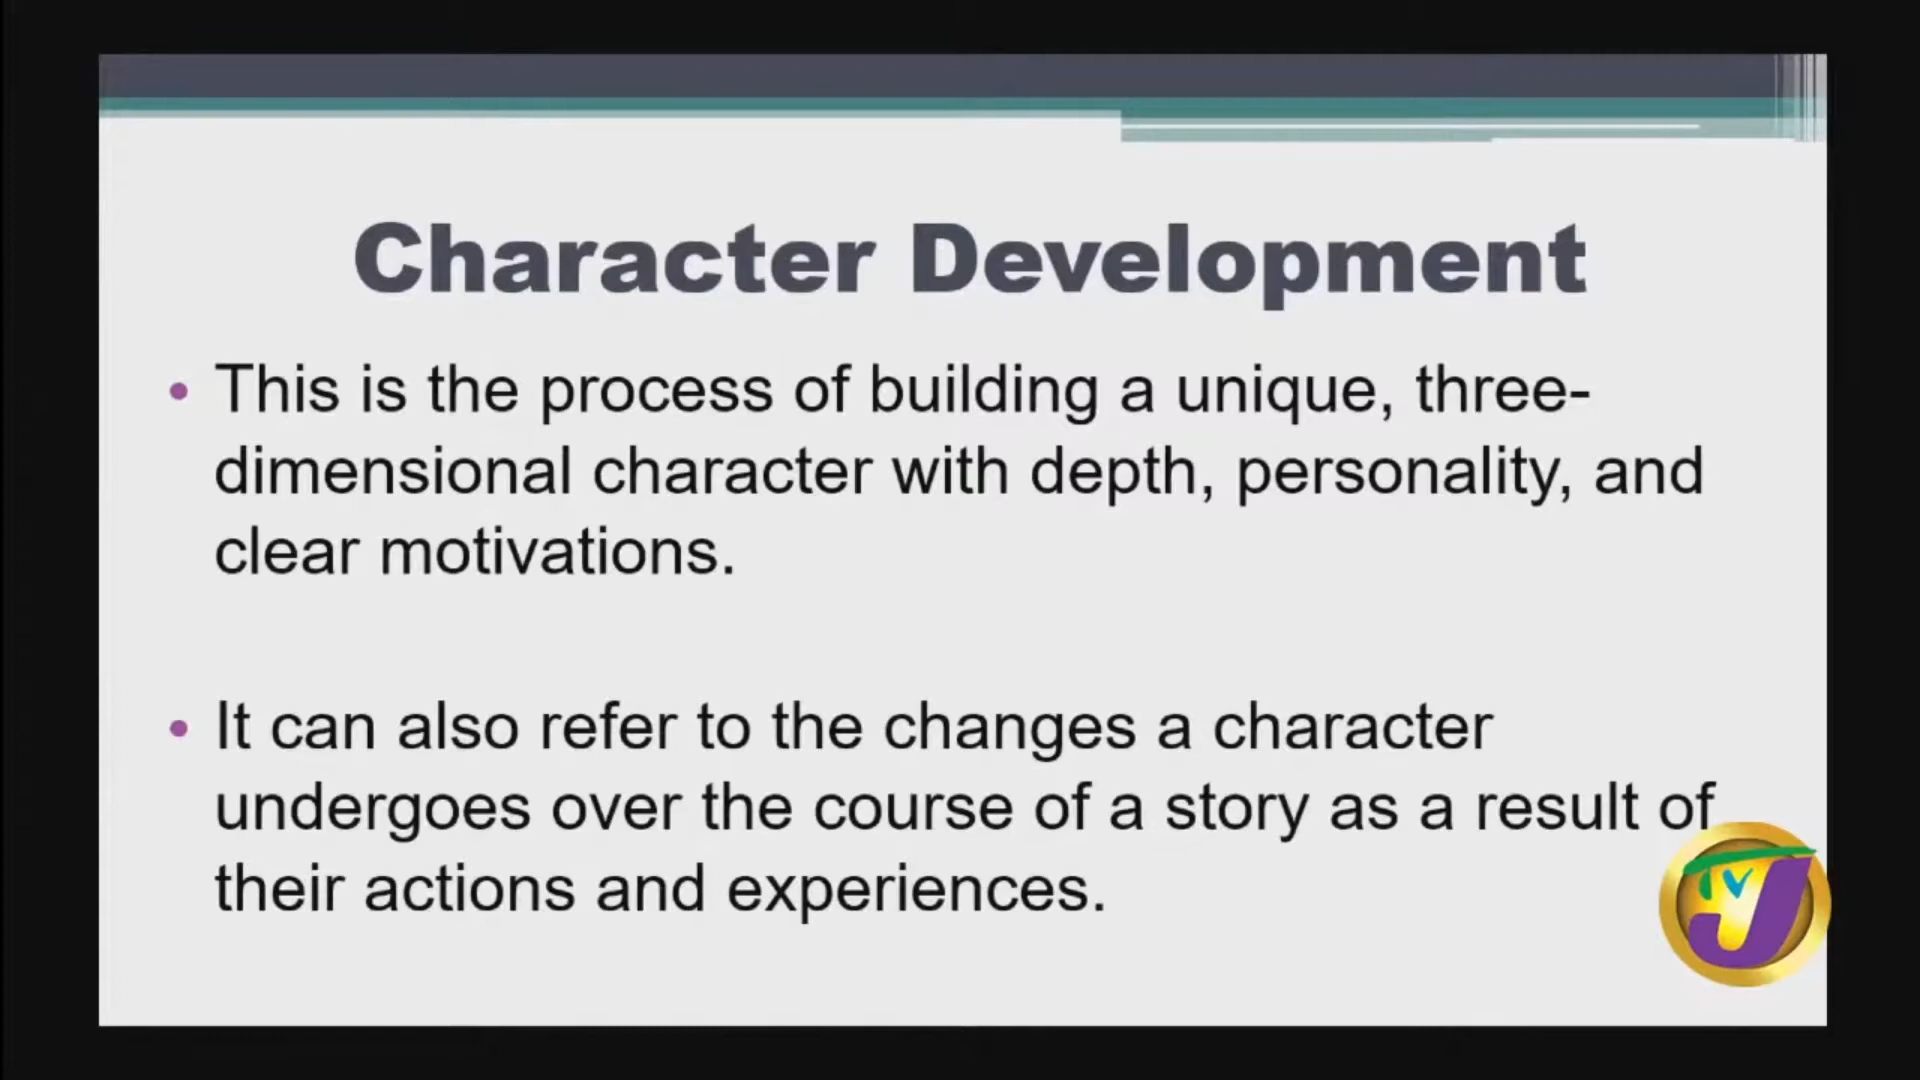 Character Development
• This is the process of building a unique, three-
dimensional character with depth, personality, and
clear motivations.
• It can also refer to the changes a character
undergoes over the course of a story as a result of
their actions and experiences.
TVJ